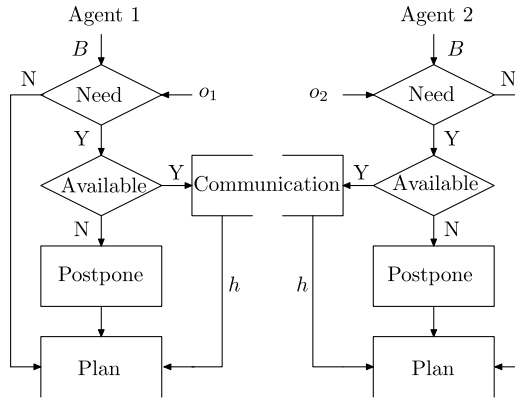 Agent 1 Agent 2
B B
N Need o1 o2 Need N
Y Y
Available Y Communication Y Available
N N
Postpone h h Postpone
Plan Plan